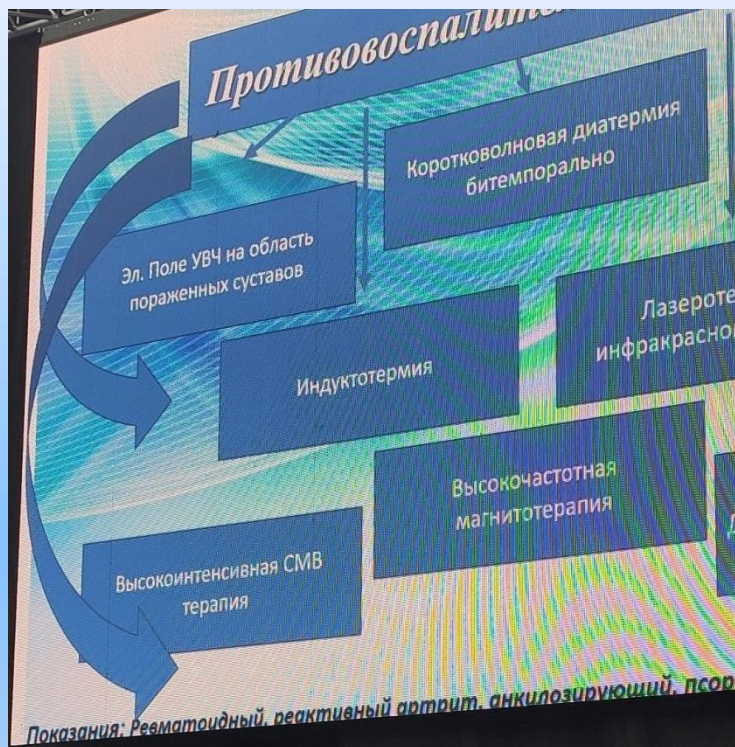 Противовоспалит
Коротковолновая диатермия
битемпорально
Эл. Поле УВЧ на область
пораженных суставов
Лазероте
инфракрасно
Индуктотермия
Высокочастотная
магнитотерапия
Высокоинтенсивная СМВ
терапия
Показания: Ревматоидный, реактивный артрит, анкилозирующий, псор